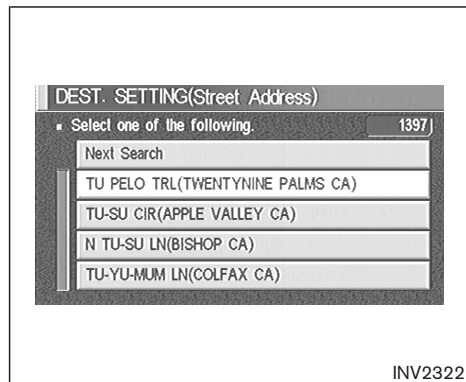 DEST. SETTING(Street Address)
Select one of the following. 1397
Next Search
TU PELO TRL(TWENTYNINE PALMS CA)
TU-SU CIR(APPLE VALLEY CA)
N TU-SU LN(BISHOP CA)
TU-YU-MUM LN(COLFAX CA)
INV2322